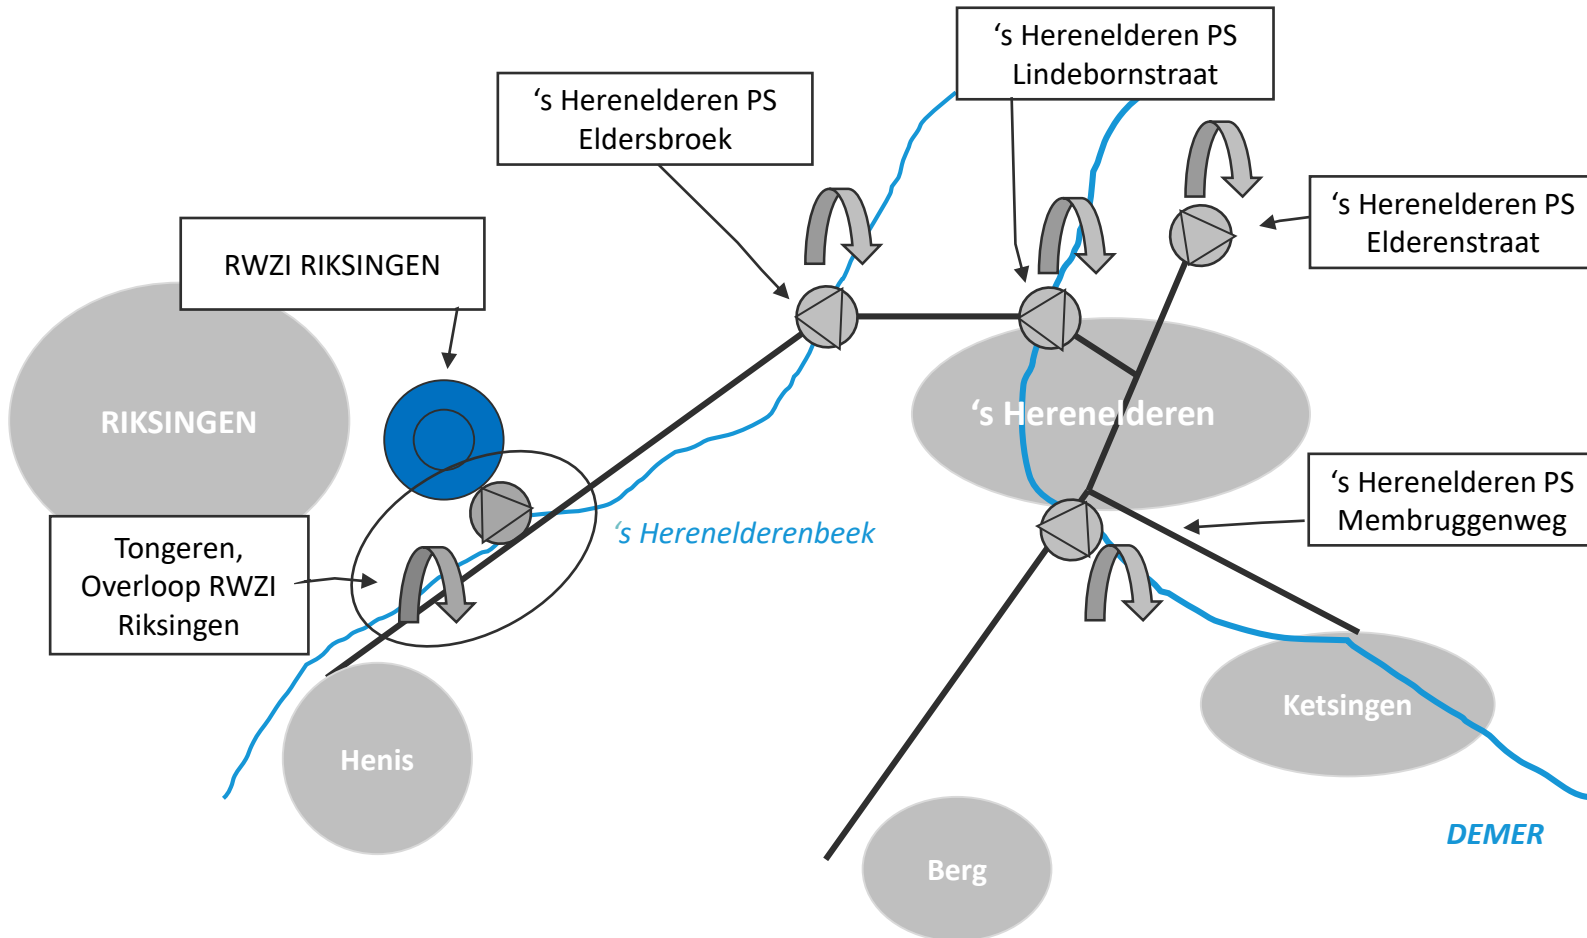 ‘s Herenelderen PS
Lindebornstraat
‘s Herenelderen PS
Eldersbroek
‘s Herenelderen PS
Elderenstraat
RWZI RIKSINGEN
RIKSINGEN
‘s Herenelderen
‘s Herenelderen PS
Membruggenweg
‘s Herenelderenbeek
Tongeren,
Overloop RWZI
Riksingen
Ketsingen
Henis
DEMER
Berg